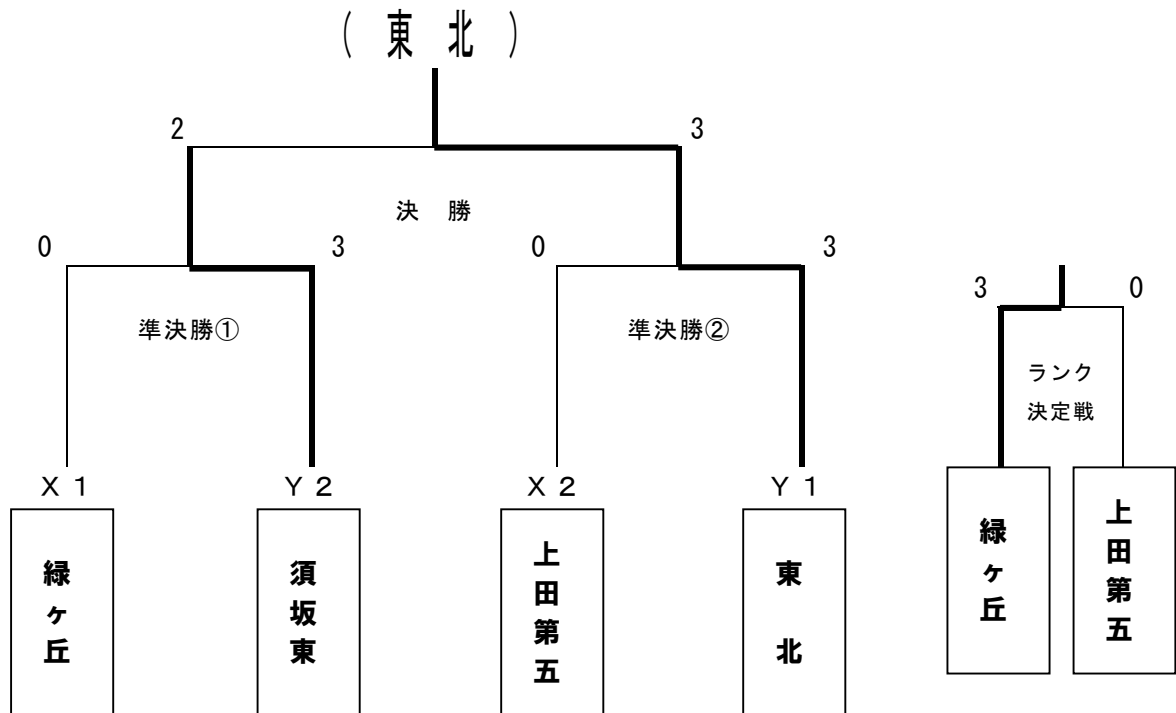 ( 東 北 )
2 3
決 勝
0 3 0 3
3 0
準決勝① 準決勝②
ランク
決定戦
X1 Y2 X2 Y1
緑ヶ丘
須坂東
上田第五
東北
緑ヶ丘
上田第五